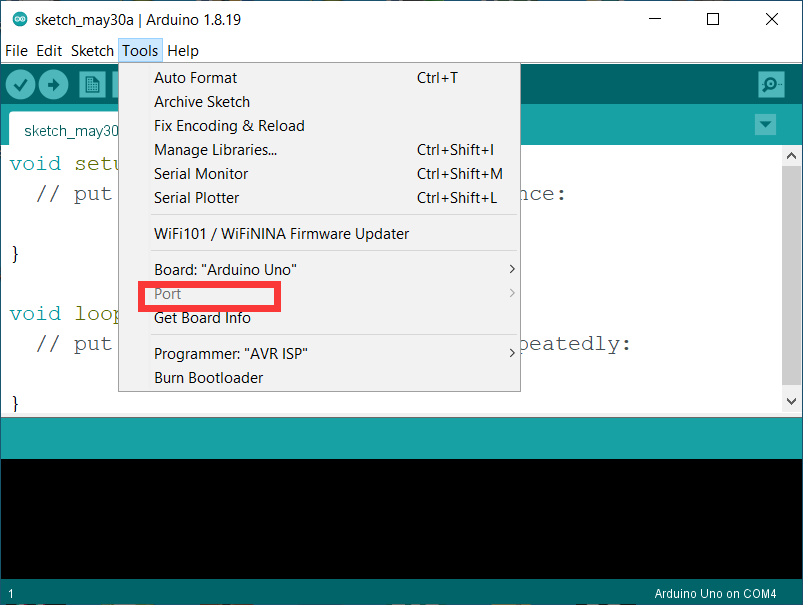 sketch_may30a | Arduino 1.8.19
File Edit Sketch Tools Help
Auto Format Ctrl+T
Archive Sketch
Fix Encoding & Reload
Manage Libraries... Ctrl+Shift+I
Serial Monitor Ctrl+Shift+M
Serial Plotter Ctrl+Shift+L
WiFi101 / WiFiNINA Firmware Updater
Board: "Arduino Uno"
Port
Get Board Info
Programmer: "AVR ISP"
Burn Bootloader
sketch_may30
void setu
// put nce:
}
void loop
// put peatedly:
}
1 Arduino Uno on COM4